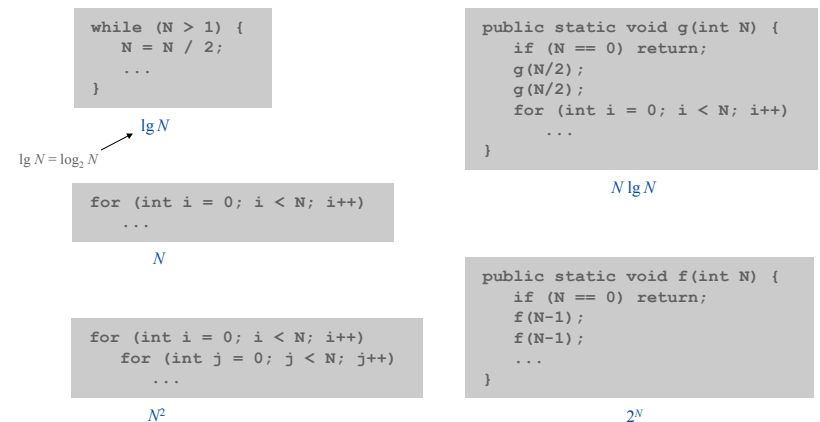 while (N > 1) {
   N = N / 2;
   ...
}
lg N
lg N = log₂ N
for (int i = 0; i < N; i++)
   ...
N
for (int i = 0; i < N; i++)
   for (int j = 0; j < N; j++)
      ...
N²
public static void g(int N) {
   if (N == 0) return;
   g(N/2);
   g(N/2);
   for (int i = 0; i < N; i++)
      ...
}
N lg N
public static void f(int N) {
   if (N == 0) return;
   f(N-1);
   f(N-1);
   ...
}
2ᴺ